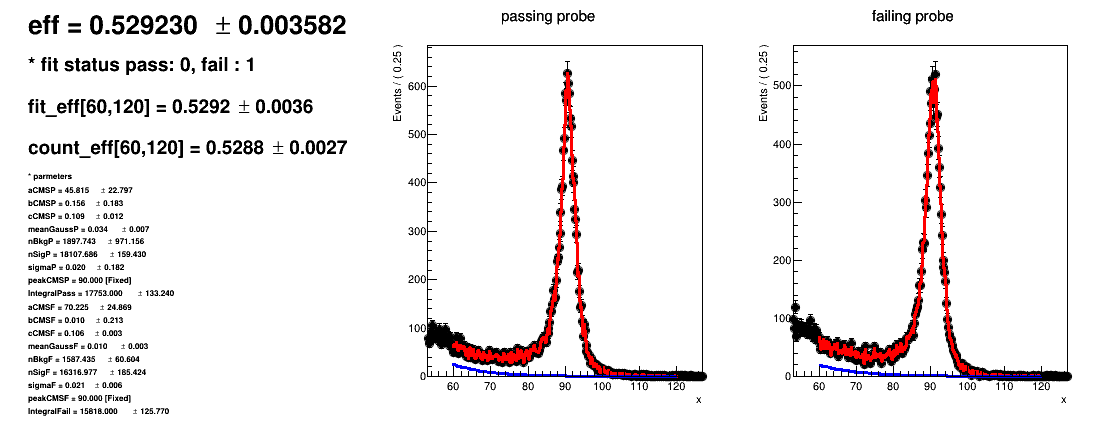 eff = 0.529230 ± 0.003582
* fit status pass: 0, fail : 1
fit_eff[60,120] = 0.5292 ± 0.0036
count_eff[60,120] = 0.5288 ± 0.0027
* parmeters
aCMSP = 45.815 ± 22.797
bCMSP = 0.156 ± 0.183
cCMSP = 0.109 ± 0.012
meanGaussP = 0.034 ± 0.007
nBkgP = 1897.743 ± 971.156
nSigP = 18107.686 ± 159.430
sigmaP = 0.020 ± 0.182
peakCMSP = 90.000 [Fixed]
IntegralPass = 17753.000 ± 133.240
aCMSF = 70.225 ± 24.869
bCMSF = 0.010 ± 0.213
cCMSF = 0.106 ± 0.003
meanGaussF = 0.010 ± 0.003
nBkgF = 1587.435 ± 60.604
nSigF = 16316.977 ± 185.424
sigmaF = 0.021 ± 0.006
peakCMSF = 90.000 [Fixed]
IntegralFail = 15818.000 ± 125.770
passing probe
Events / ( 0.25 )
600
500
400
300
200
100
0
60 70 80 90 100 110 120
x
failing probe
Events / ( 0.25 )
500
400
300
200
100
0
60 70 80 90 100 110 120
x